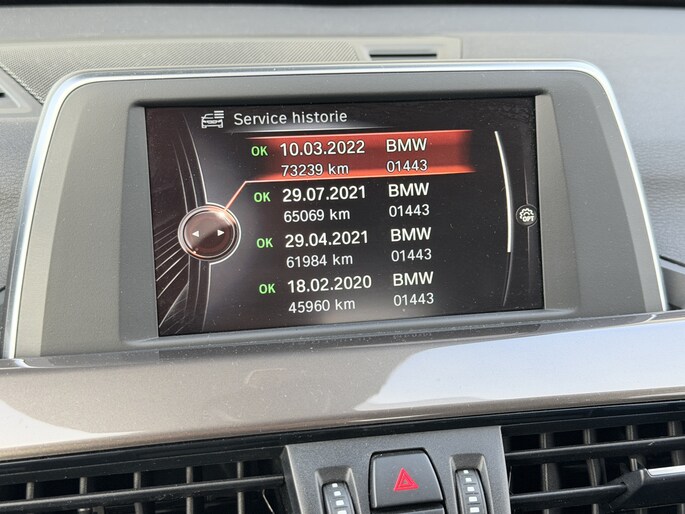 Service historie
OK 10.03.2022 BMW
73239 km 01443
OK 29.07.2021 BMW
65069 km 01443
OK 29.04.2021 BMW
61984 km 01443
OK 18.02.2020 BMW
45960 km 01443
OPT